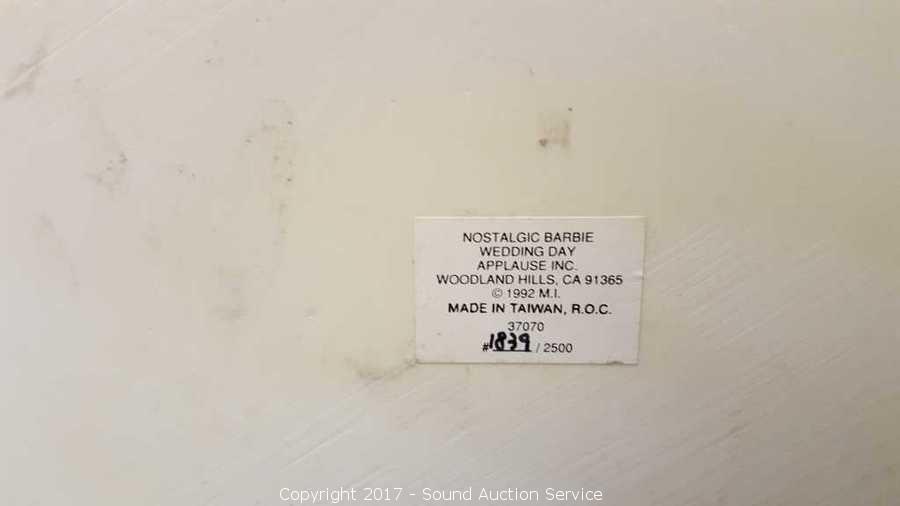 NOSTALGIC BARBIE
WEDDING DAY
APPLAUSE INC.
WOODLAND HILLS, CA 91365
© 1992 M.I.
MADE IN TAIWAN, R.O.C.
37070
#1839 / 2500
Copyright 2017 - Sound Auction Service